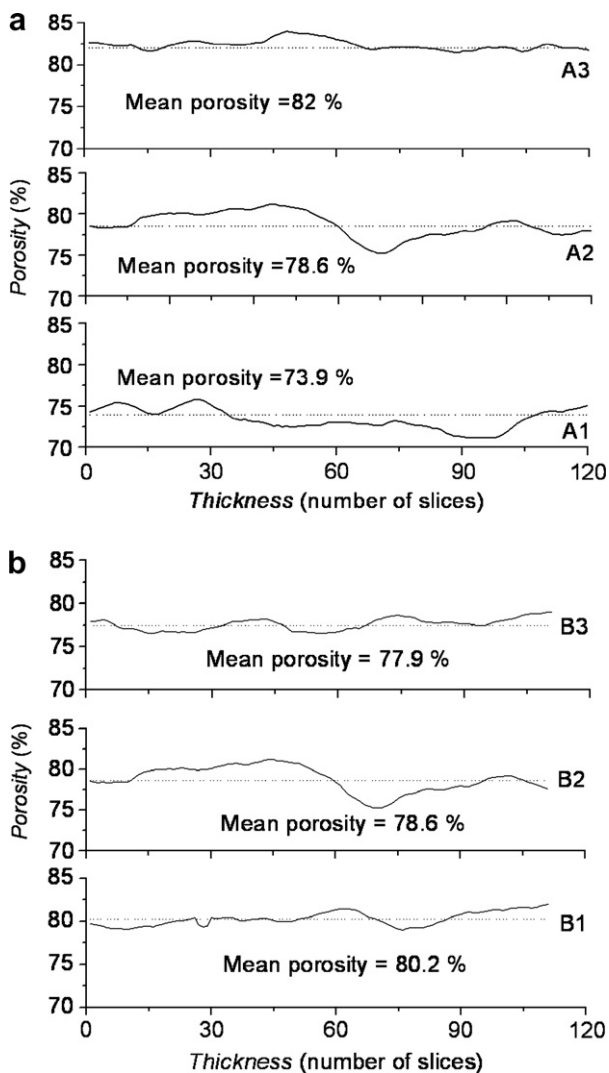 a
85
80
75
70
A3
Mean porosity =82 %
85
80
75
70
A2
Mean porosity =78.6 %
Porosity (%)
85
80
75
70
Mean porosity =73.9 %
A1
0 30 60 90 120
Thickness (number of slices)
b
85
80
75
70
B3
Mean porosity = 77.9 %
85
80
75
70
B2
Mean porosity = 78.6 %
Porosity (%)
85
80
75
70
B1
Mean porosity = 80.2 %
0 30 60 90 120
Thickness (number of slices)